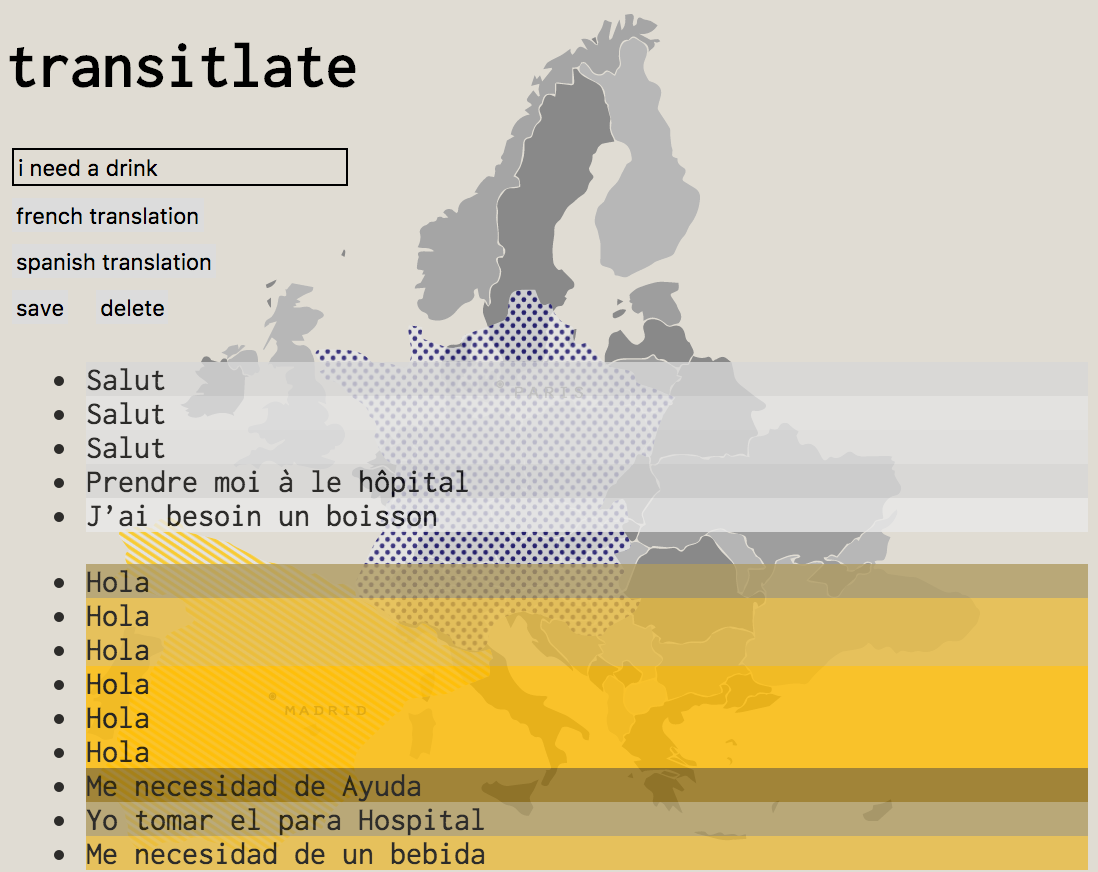 transitlate
i need a drink
french translation
spanish translation
save delete
Salut
PARIS
Salut
Salut
Prendre moi à le hôpital
J’ai besoin un boisson
Hola
Hola
Hola
Hola
MADRID
Hola
Hola
Me necesidad de Ayuda
Yo tomar el para Hospital
Me necesidad de un bebida